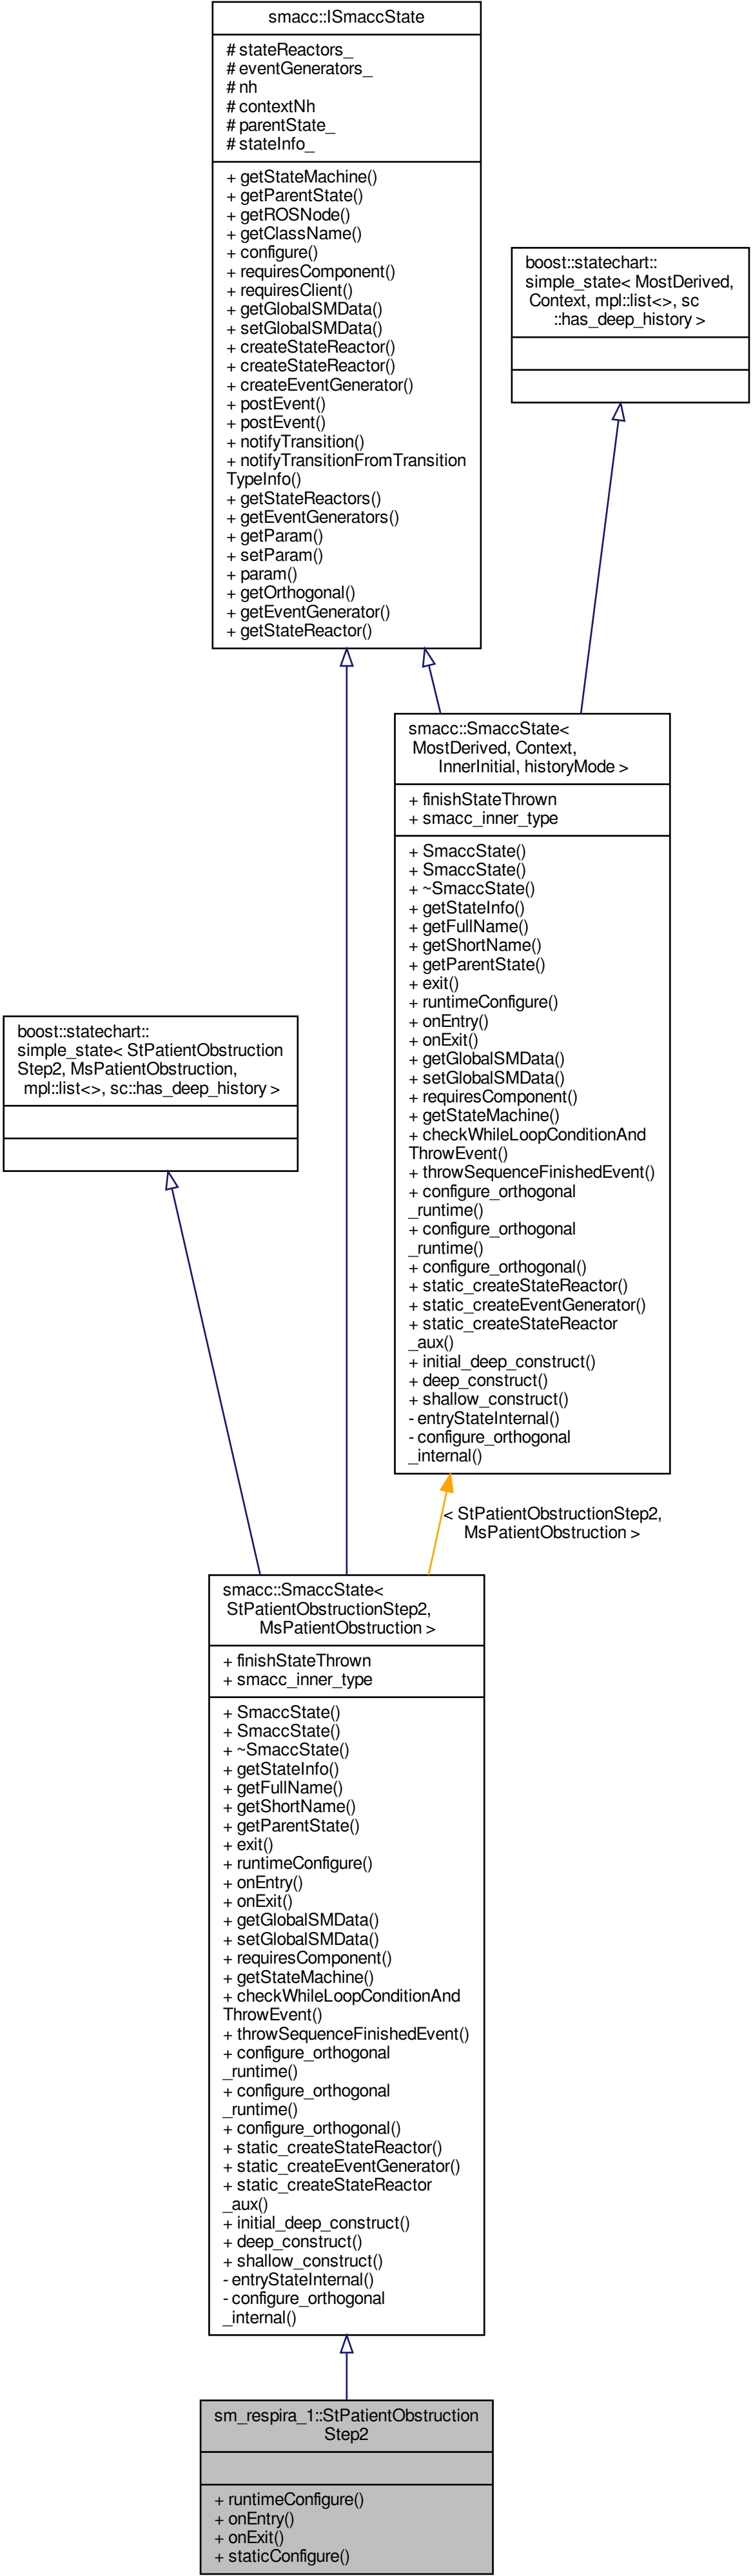 smacc::ISmaccState
# stateReactors_
# eventGenerators_
# nh
# contextNh
# parentState_
# stateInfo_
+ getStateMachine()
+ getParentState()
+ getROSNode()
+ getClassName()
+ configure()
+ requiresComponent()
+ requiresClient()
+ getGlobalSMData()
+ setGlobalSMData()
+ createStateReactor()
+ createStateReactor()
+ createEventGenerator()
+ postEvent()
+ postEvent()
+ notifyTransition()
+ notifyTransitionFromTransition
TypeInfo()
+ getStateReactors()
+ getEventGenerators()
+ getParam()
+ setParam()
+ param()
+ getOrthogonal()
+ getEventGenerator()
+ getStateReactor()
boost::statechart::
simple_state< MostDerived,
Context, mpl::list<>, sc
::has_deep_history >
smacc::SmaccState<
MostDerived, Context,
InnerInitial, historyMode >
+ finishStateThrown
+ smacc_inner_type
+ SmaccState()
+ SmaccState()
+ ~SmaccState()
+ getStateInfo()
+ getFullName()
+ getShortName()
+ getParentState()
+ exit()
+ runtimeConfigure()
+ onEntry()
+ onExit()
+ getGlobalSMData()
+ setGlobalSMData()
+ requiresComponent()
+ getStateMachine()
+ checkWhileLoopConditionAnd
ThrowEvent()
+ throwSequenceFinishedEvent()
+ configure_orthogonal
_runtime()
+ configure_orthogonal
_runtime()
+ configure_orthogonal()
+ static_createStateReactor()
+ static_createEventGenerator()
+ static_createStateReactor
_aux()
+ initial_deep_construct()
+ deep_construct()
+ shallow_construct()
- entryStateInternal()
- configure_orthogonal
_internal()
boost::statechart::
simple_state< StPatientObstruction
Step2, MsPatientObstruction,
mpl::list<>, sc::has_deep_history >
< StPatientObstructionStep2,
MsPatientObstruction >
smacc::SmaccState<
StPatientObstructionStep2,
MsPatientObstruction >
+ finishStateThrown
+ smacc_inner_type
+ SmaccState()
+ SmaccState()
+ ~SmaccState()
+ getStateInfo()
+ getFullName()
+ getShortName()
+ getParentState()
+ exit()
+ runtimeConfigure()
+ onEntry()
+ onExit()
+ getGlobalSMData()
+ setGlobalSMData()
+ requiresComponent()
+ getStateMachine()
+ checkWhileLoopConditionAnd
ThrowEvent()
+ throwSequenceFinishedEvent()
+ configure_orthogonal
_runtime()
+ configure_orthogonal
_runtime()
+ configure_orthogonal()
+ static_createStateReactor()
+ static_createEventGenerator()
+ static_createStateReactor
_aux()
+ initial_deep_construct()
+ deep_construct()
+ shallow_construct()
- entryStateInternal()
- configure_orthogonal
_internal()
sm_respira_1::StPatientObstruction
Step2
+ runtimeConfigure()
+ onEntry()
+ onExit()
+ staticConfigure()